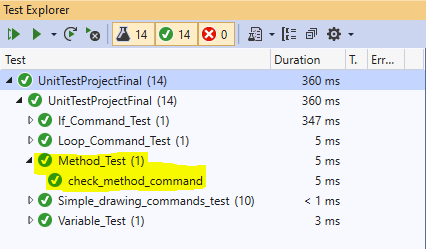 Test Explorer
14 14 0
Test Duration T. Err...
UnitTestProjectFinal (14) 360 ms
UnitTestProjectFinal (14) 360 ms
If_Command_Test (1) 347 ms
Loop_Command_Test (1) 5 ms
Method_Test (1) 5 ms
check_method_command 5 ms
Simple_drawing_commands_test (10) < 1 ms
Variable_Test (1) 3 ms